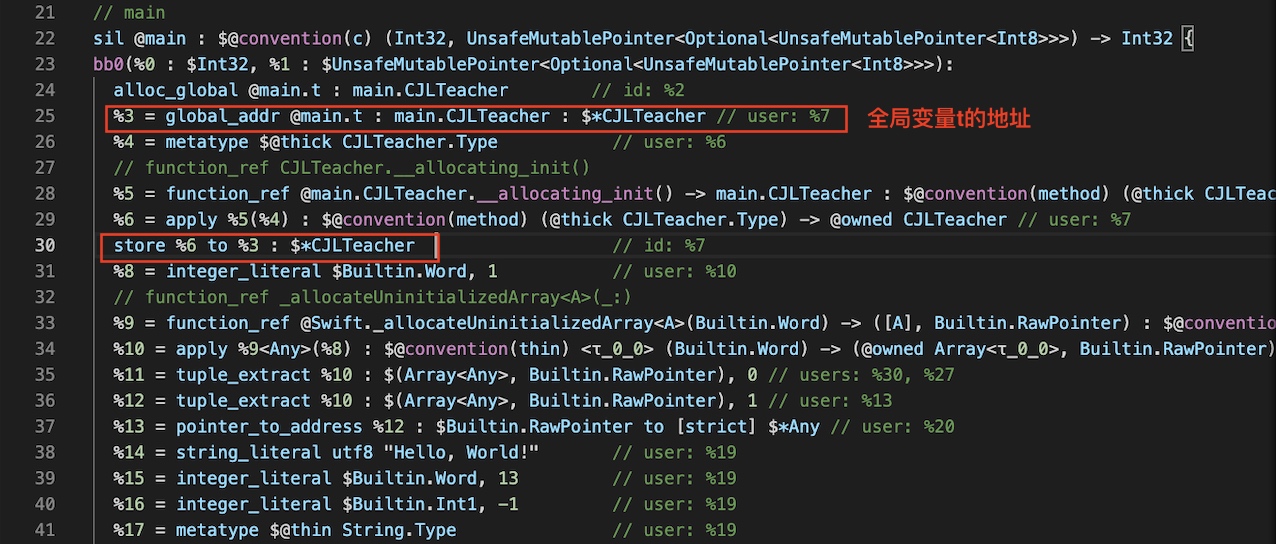 21 // main
22 sil @main : $@convention(c) (Int32, UnsafeMutablePointer<Optional<UnsafeMutablePointer<Int8>>>) -> Int32 {
23 bb0(%0 : $Int32, %1 : $UnsafeMutablePointer<Optional<UnsafeMutablePointer<Int8>>>):
24 alloc_global @main.t : main.CJLTeacher // id: %2
25 %3 = global_addr @main.t : main.CJLTeacher : $*CJLTeacher // user: %7 全局变量t的地址
26 %4 = metatype $@thick CJLTeacher.Type // user: %6
27 // function_ref CJLTeacher.__allocating_init()
28 %5 = function_ref @main.CJLTeacher.__allocating_init() -> main.CJLTeacher : $@convention(method) (@thick CJLTeac
29 %6 = apply %5(%4) : $@convention(method) (@thick CJLTeacher.Type) -> @owned CJLTeacher // user: %7
30 store %6 to %3 : $*CJLTeacher // id: %7
31 %8 = integer_literal $Builtin.Word, 1 // user: %10
32 // function_ref _allocateUninitializedArray<A>(_:)
33 %9 = function_ref @Swift._allocateUninitializedArray<A>(Builtin.Word) -> ([A], Builtin.RawPointer) : $@conventio
34 %10 = apply %9<Any>(%8) : $@convention(thin) <τ_0_0> (Builtin.Word) -> (@owned Array<τ_0_0>, Builtin.RawPointer)
35 %11 = tuple_extract %10 : $(Array<Any>, Builtin.RawPointer), 0 // users: %30, %27
36 %12 = tuple_extract %10 : $(Array<Any>, Builtin.RawPointer), 1 // user: %13
37 %13 = pointer_to_address %12 : $Builtin.RawPointer to [strict] $*Any // user: %20
38 %14 = string_literal utf8 "Hello, World!" // user: %19
39 %15 = integer_literal $Builtin.Word, 13 // user: %19
40 %16 = integer_literal $Builtin.Int1, -1 // user: %19
41 %17 = metatype $@thin String.Type // user: %19